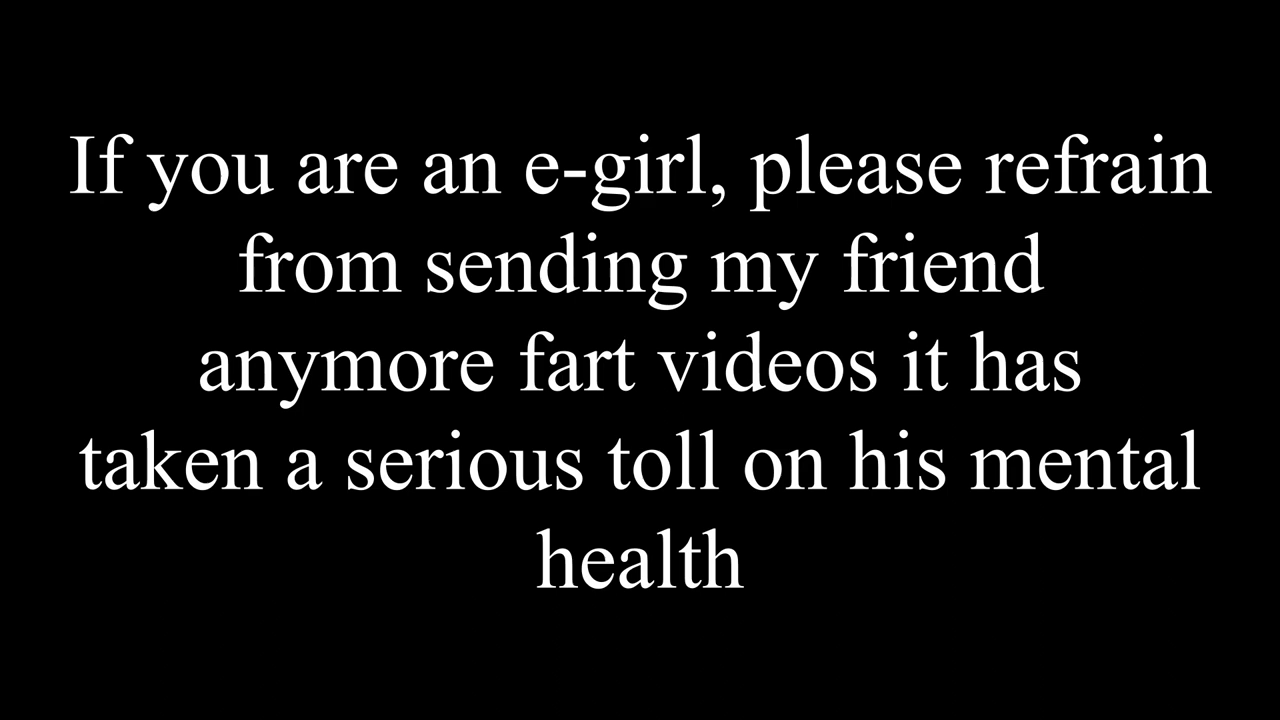 If you are an e-girl, please refrain
from sending my friend
anymore fart videos it has
taken a serious toll on his mental
health